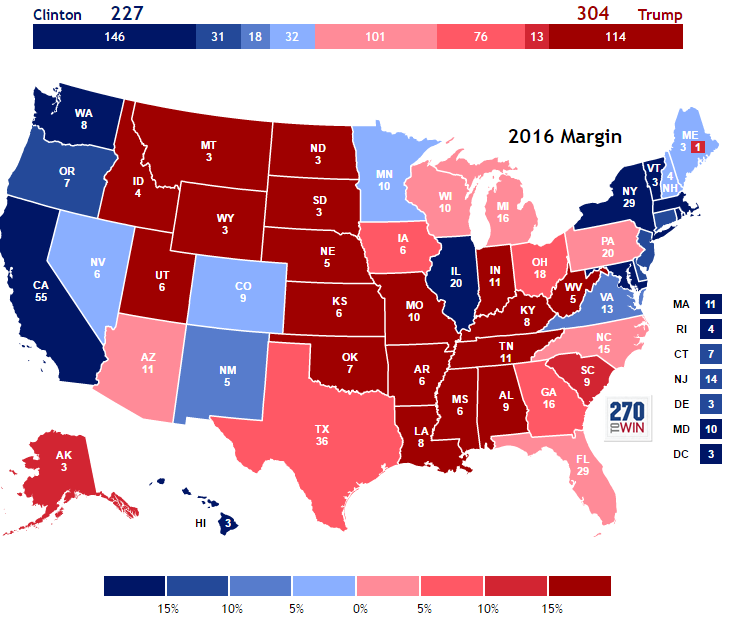 Clinton 227 304 Trump
146 31 18 32 101 76 13 114
2016 Margin
WA
8
OR
7
CA
55
NV
6
ID
4
MT
3
WY
3
UT
6
AZ
11
CO
9
NM
5
ND
3
SD
3
NE
5
KS
6
OK
7
TX
36
MN
10
IA
6
MO
10
AR
6
LA
8
WI
10
IL
20
MI
16
IN
11
OH
18
KY
8
TN
11
MS
6
AL
9
GA
16
FL
29
SC
9
NC
15
VA
13
WV
5
PA
20
NY
29
VT
3
NH
4
ME
3 1
MA 11
RI 4
CT 7
NJ 14
DE 3
MD 10
DC 3
270
TO WIN
AK
3
HI 3
15% 10% 5% 0% 5% 10% 15%